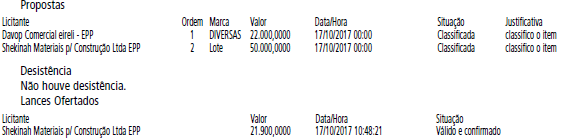 Propostas
Licitante Ordem Marca Valor Data/Hora Situação Justificativa
Davop Comercial eireli - EPP 1 DIVERSAS 22.000,0000 17/10/2017 00:00 Classificada classifico o item
Shekinah Materiais p/ Construção Ltda EPP 2 Lote 50.000,0000 17/10/2017 00:00 Classificada classifico o item
Desistência
Não houve desistência.
Lances Ofertados
Licitante Valor Data/Hora Situação
Shekinah Materiais p/ Construção Ltda EPP 21.900,0000 17/10/2017 10:48:21 Válido e confirmado